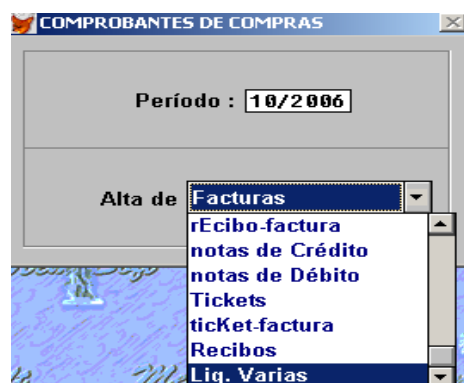 COMPROBANTES DE COMPRAS
Período : 10/2006
Alta de Facturas
rEcibo-factura
notas de Crédito
notas de Débito
Tickets
ticKet-factura
Recibos
Liq. Varias